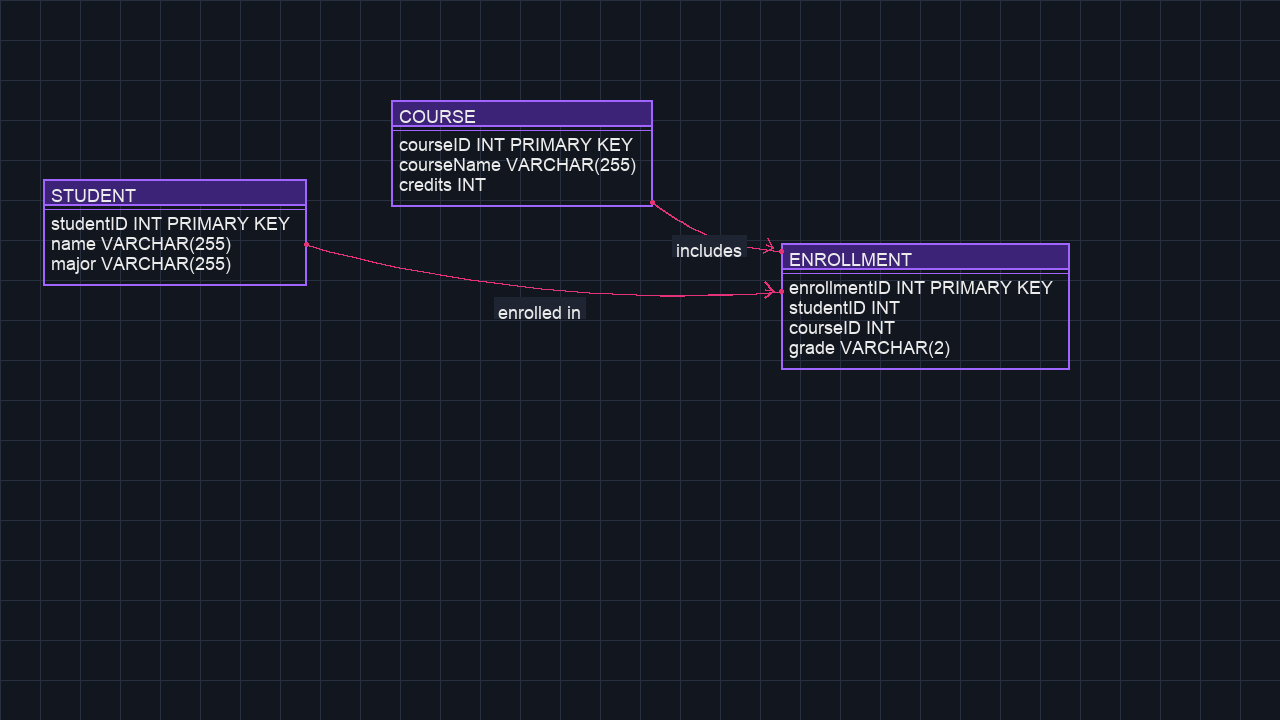 COURSE
courseID INT PRIMARY KEY
courseName VARCHAR(255)
credits INT
STUDENT
studentID INT PRIMARY KEY
name VARCHAR(255)
major VARCHAR(255)
includes
enrolled in
ENROLLMENT
enrollmentID INT PRIMARY KEY
studentID INT
courseID INT
grade VARCHAR(2)